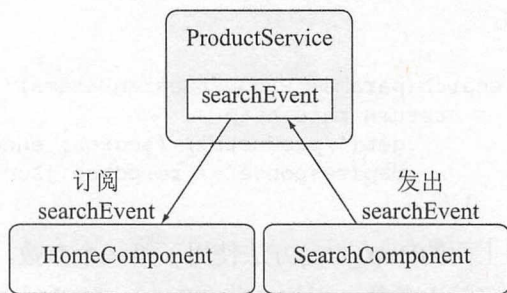 ProductService
searchEvent
订阅
searchEvent
发出
searchEvent
HomeComponent
SearchComponent